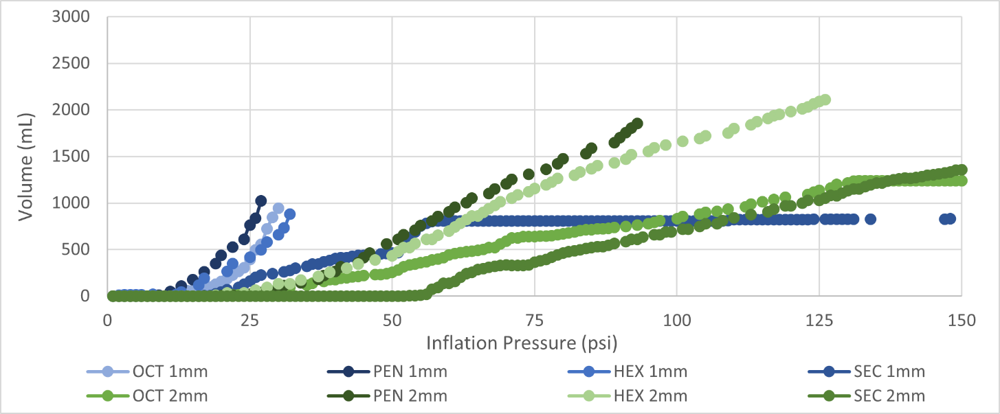 3000
2500
2000
1500
1000
500
0
Volume (mL)
0 25 50 75 100 125 150
Inflation Pressure (psi)
OCT 1mm PEN 1mm HEX 1mm SEC 1mm
OCT 2mm PEN 2mm HEX 2mm SEC 2mm